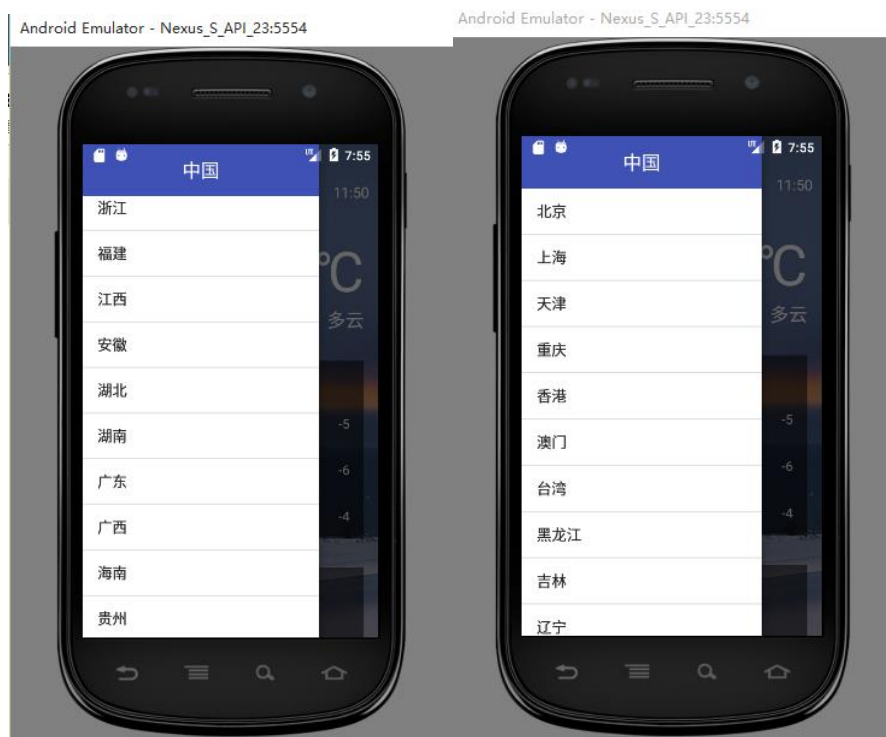 Android Emulator - Nexus_S_API_23:5554
7:55
中国
11:50
浙江
福建
℃
江西
多云
安徽
湖北
湖南
-5
广东
-6
广西
-4
海南
贵州
Android Emulator - Nexus_S_API_23:5554
7:55
中国
11:50
北京
上海
℃
天津
多云
重庆
香港
澳门
-5
台湾
-6
黑龙江
-4
吉林
辽宁